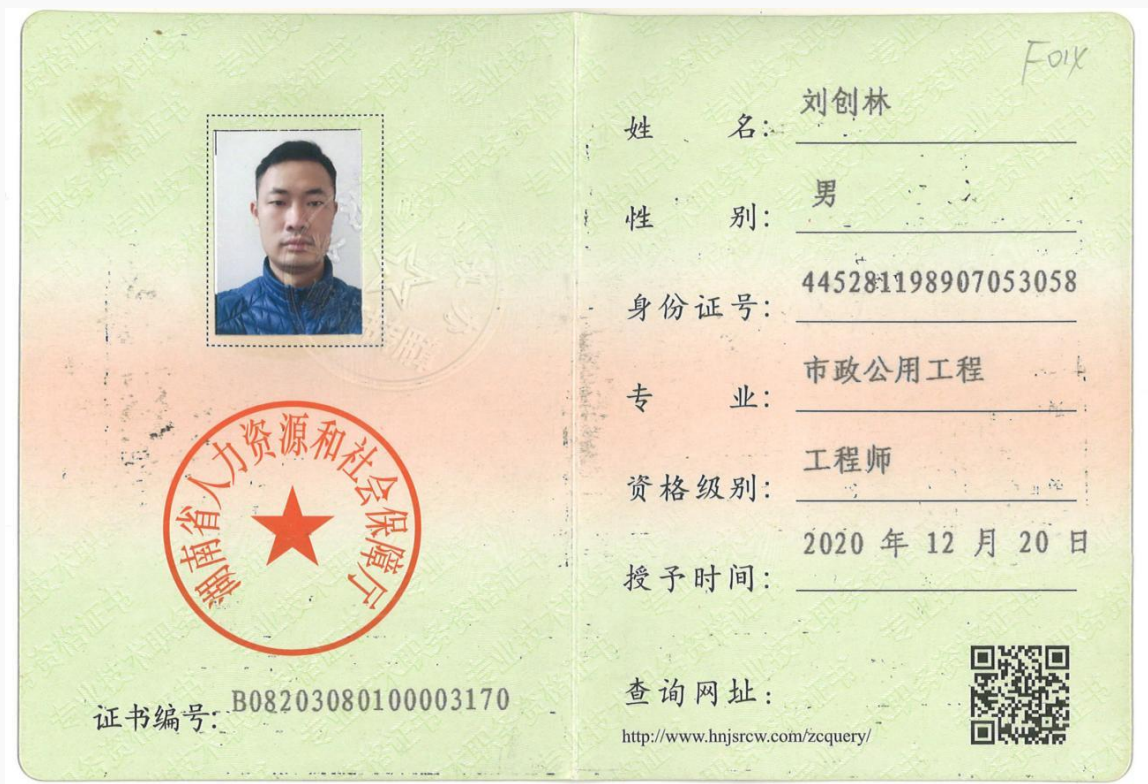 F01X
姓 名: 刘创林
性 别: 男
身份证号: 445281198907053058
专 业: 市政公用工程
资格级别: 工程师
授予时间: 2020 年 12 月 20 日
湖南省人力资源和社会保障厅
证书编号: B08203080100003170
查询网址:
http://www.hnjsrcw.com/zcquery/